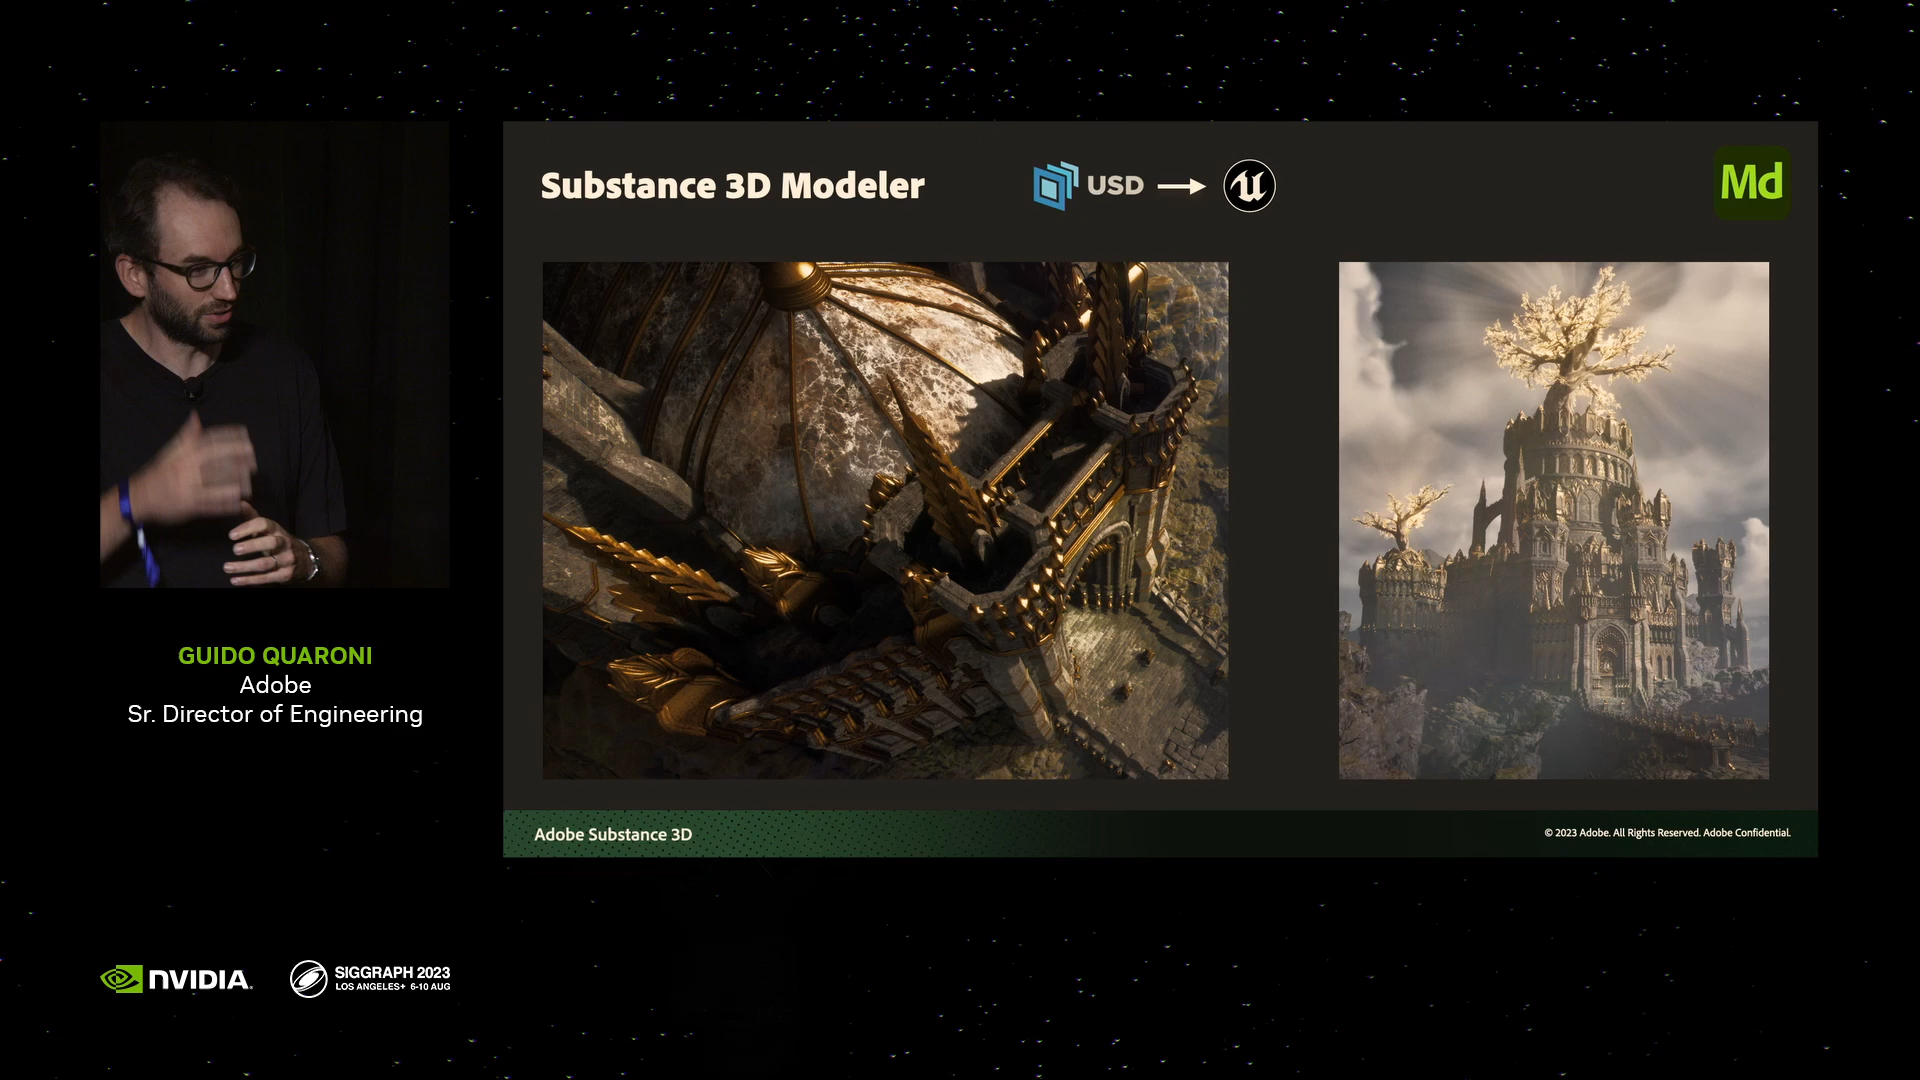 Substance 3D Modeler
USD
Md
GUIDO QUARONI
Adobe
Sr. Director of Engineering
Adobe Substance 3D
© 2023 Adobe. All Rights Reserved. Adobe Confidential.
NVIDIA.
SIGGRAPH 2023
LOS ANGELES+ 6-10 AUG